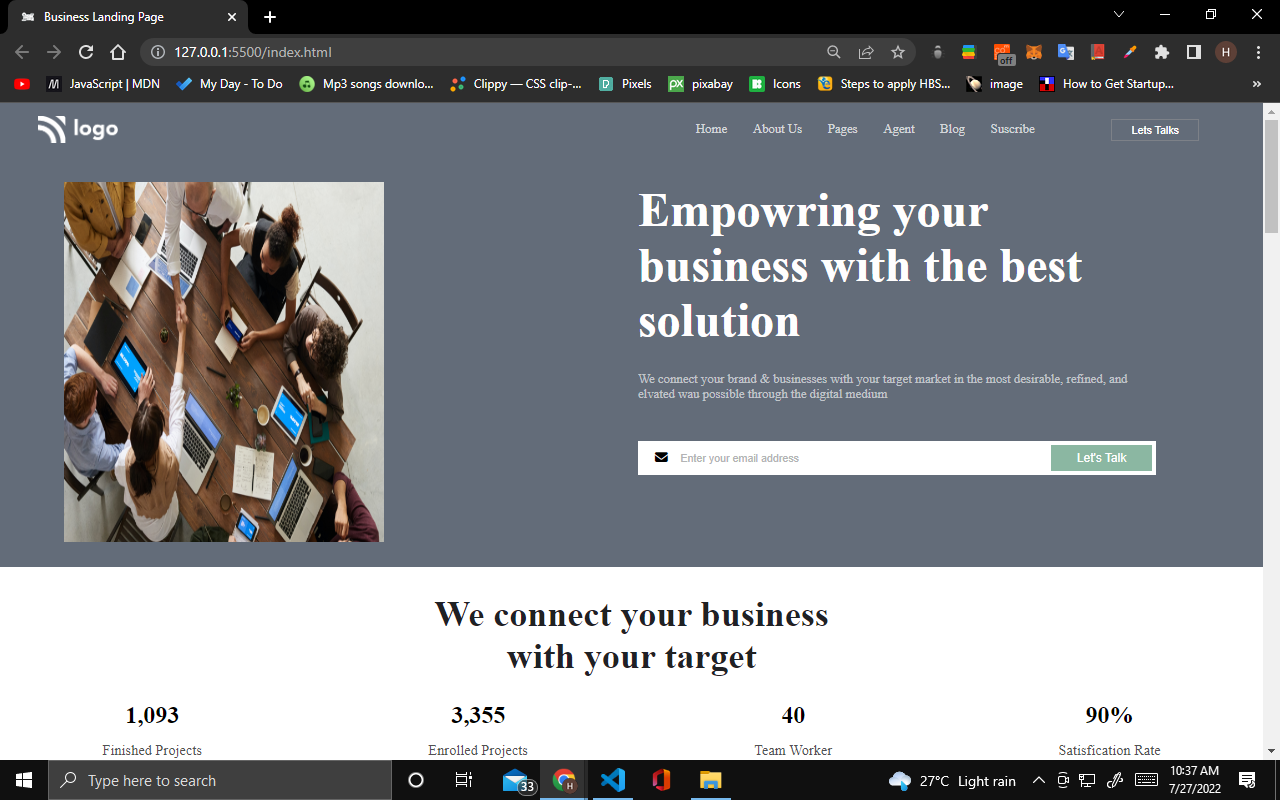 Business Landing Page
127.0.0.1:5500/index.html
off
H
JavaScript | MDN
My Day - To Do
Mp3 songs downlo...
Clippy — CSS clip-...
Pixels
px pixabay
Icons
Steps to apply HBS...
image
How to Get Startup...
»
logo
Home
About Us
Pages
Agent
Blog
Suscribe
Lets Talks
Empowring your
business with the best
solution
We connect your brand & businesses with your target market in the most desirable, refined, and
elvated wau possible through the digital medium
Enter your email address
Let's Talk
We connect your business
with your target
1,093
3,355
40
90%
Finished Projects
Enrolled Projects
Team Worker
Satisfication Rate
Type here to search
33
H
27°C Light rain
10:37 AM
7/27/2022